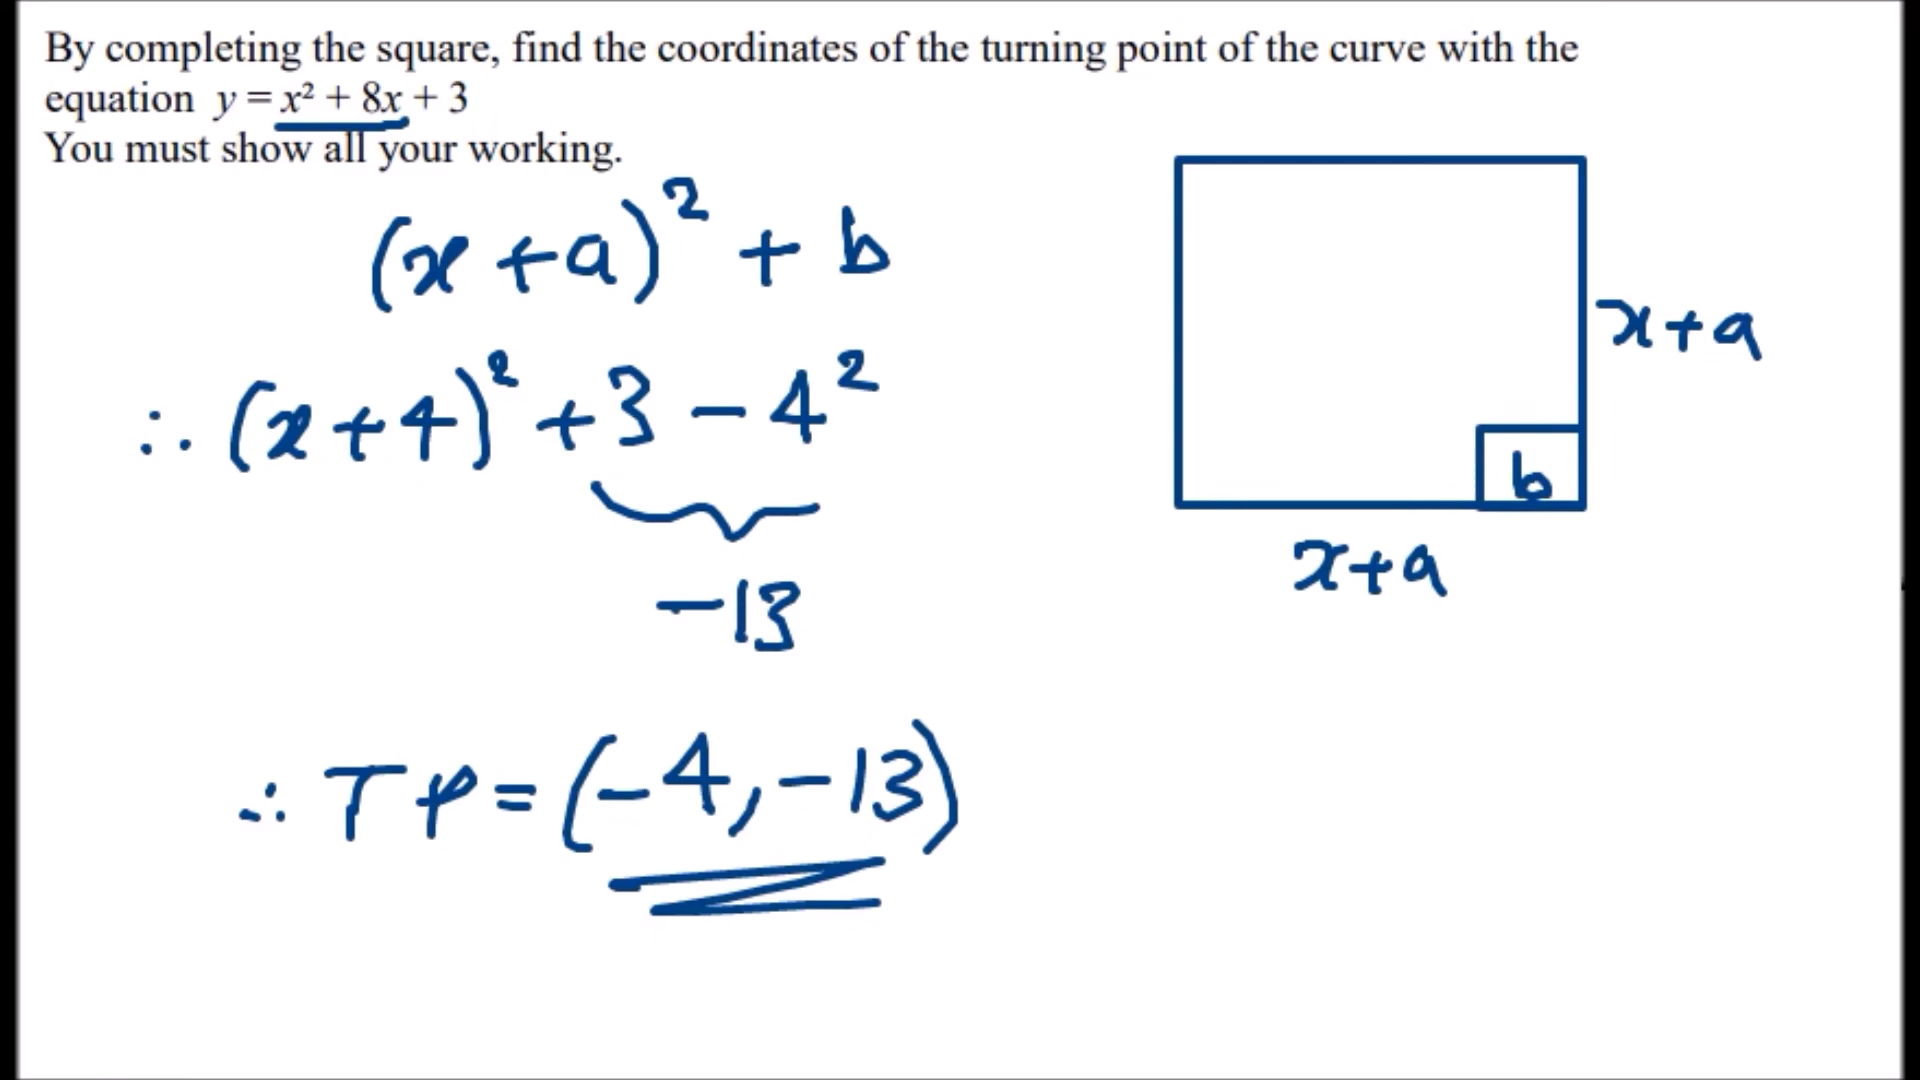 By completing the square, find the coordinates of the turning point of the curve with the
equation y = x² + 8x + 3
You must show all your working.
(x + a)² + b
∴ (x + 4)² + 3 − 4²
−13
∴ TP = (−4, −13)
x + a
b
x + a